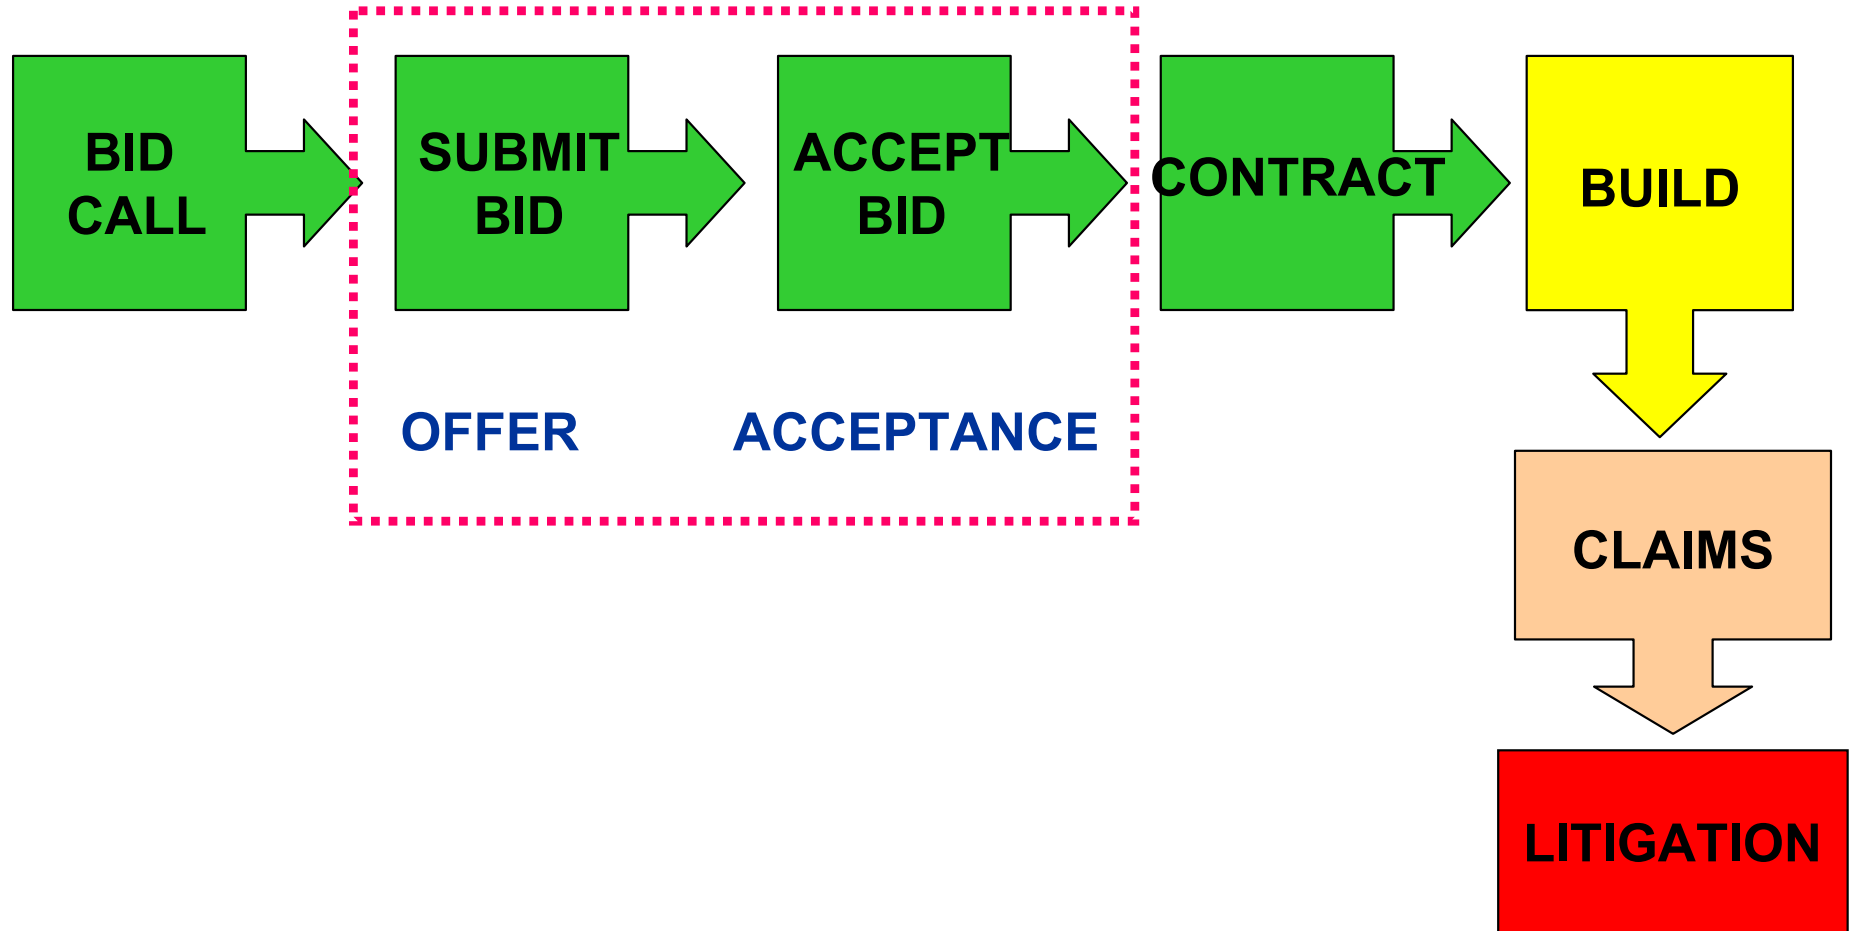 BID
CALL
SUBMIT
BID
ACCEPT
BID
CONTRACT
BUILD
OFFER
ACCEPTANCE
CLAIMS
LITIGATION